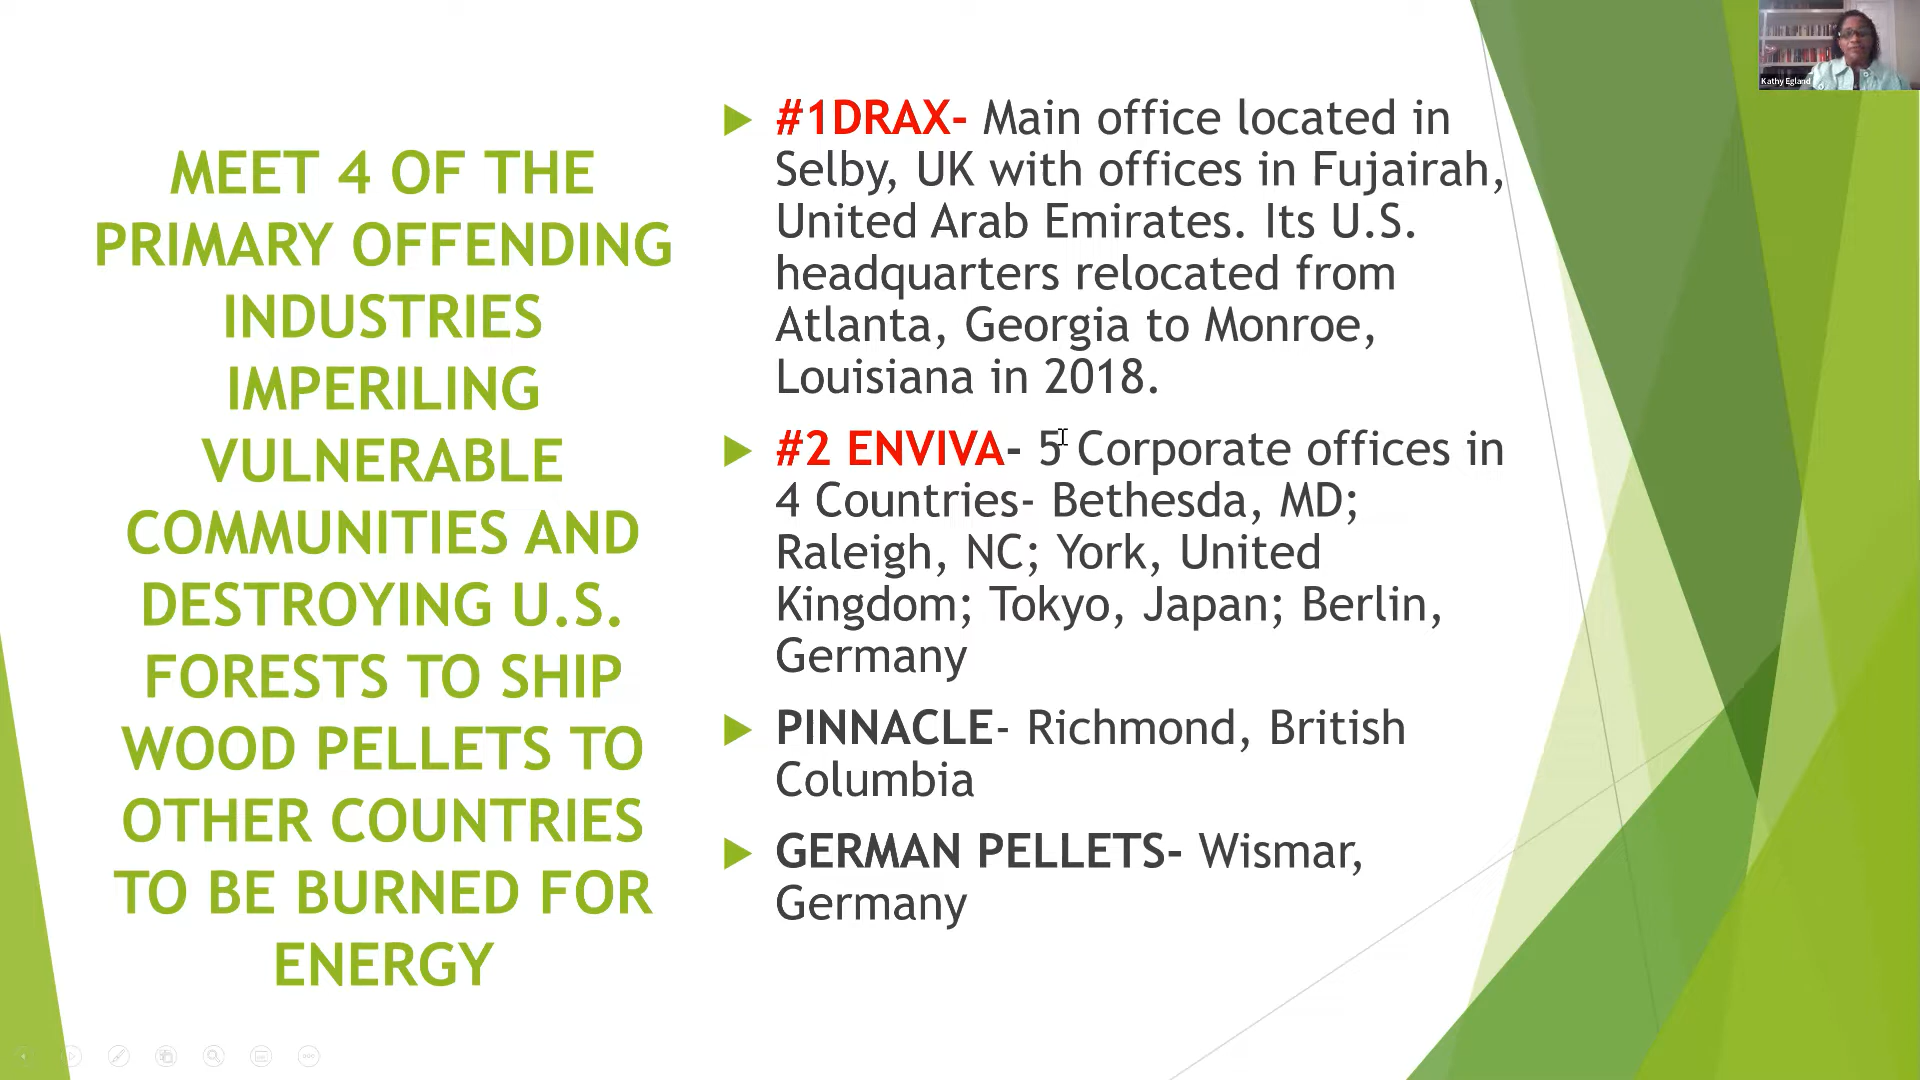 MEET 4 OF THE
PRIMARY OFFENDING
INDUSTRIES
IMPERILING
VULNERABLE
COMMUNITIES AND
DESTROYING U.S.
FORESTS TO SHIP
WOOD PELLETS TO
OTHER COUNTRIES
TO BE BURNED FOR
ENERGY
#1DRAX- Main office located in
Selby, UK with offices in Fujairah,
United Arab Emirates. Its U.S.
headquarters relocated from
Atlanta, Georgia to Monroe,
Louisiana in 2018.
#2 ENVIVA- 5 Corporate offices in
4 Countries- Bethesda, MD;
Raleigh, NC; York, United
Kingdom; Tokyo, Japan; Berlin,
Germany
PINNACLE- Richmond, British
Columbia
GERMAN PELLETS- Wismar,
Germany
Kathy Egland